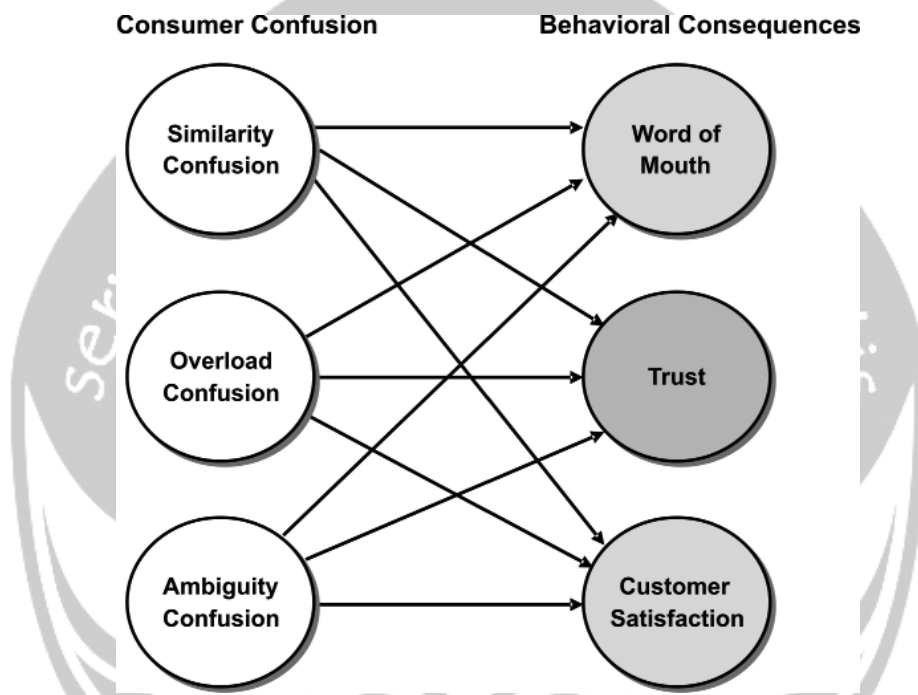 Consumer Confusion
Behavioral Consequences
Similarity
Confusion
Word of
Mouth
Overload
Confusion
Trust
Ambiguity
Confusion
Customer
Satisfaction